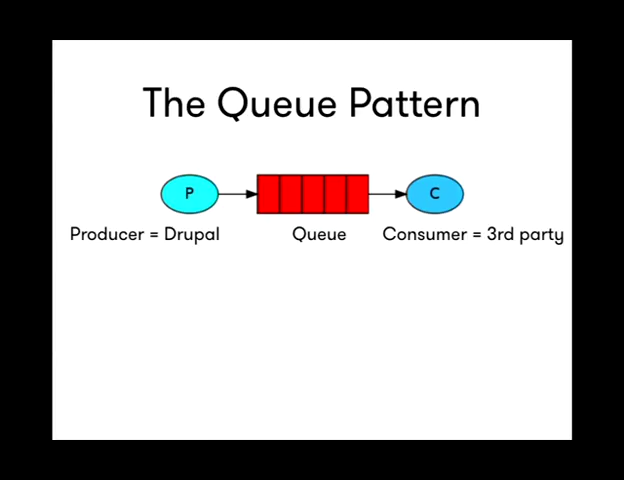 The Queue Pattern
P
C
Producer = Drupal
Queue
Consumer = 3rd party